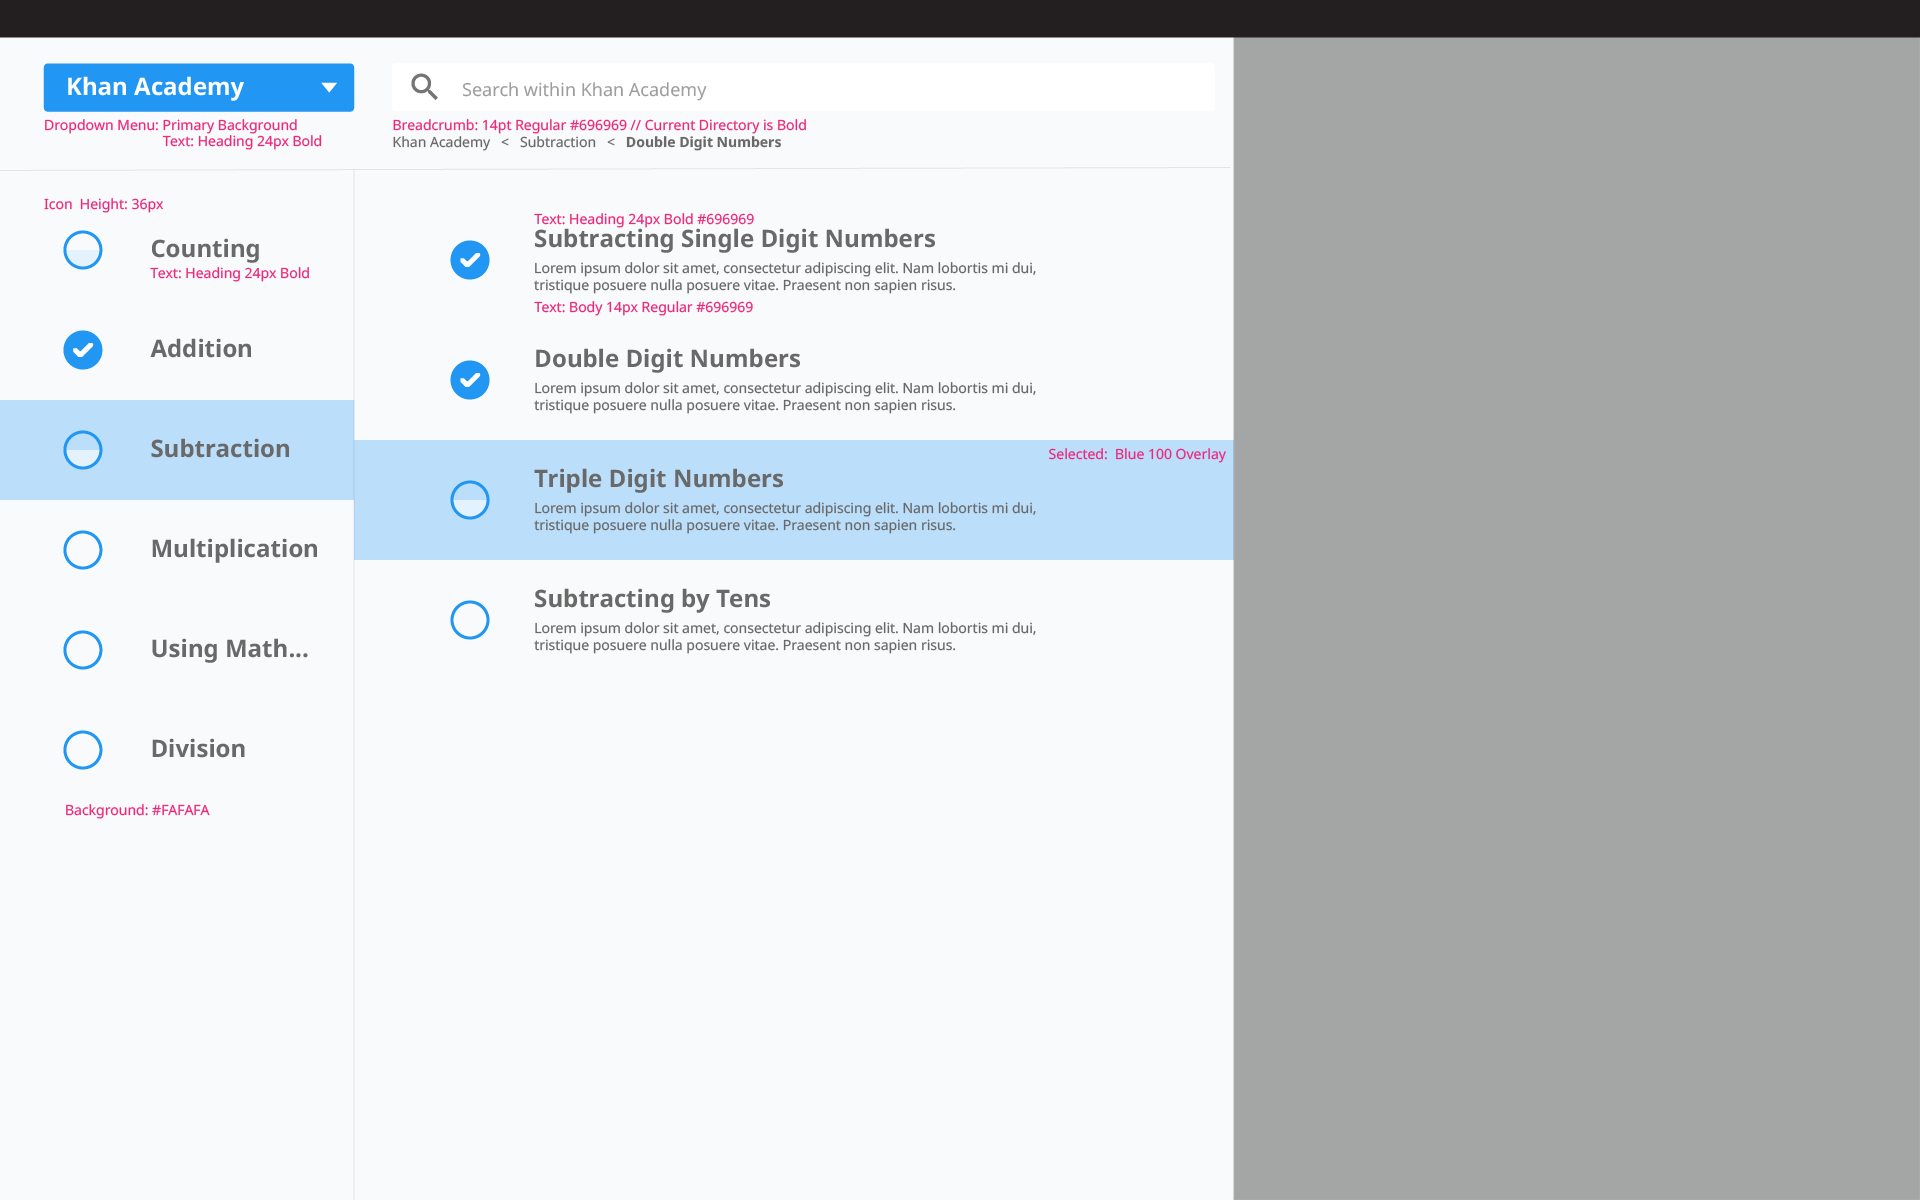 Khan Academy
Search within Khan Academy
Dropdown Menu: Primary Background
Text: Heading 24px Bold
Breadcrumb: 14pt Regular #696969 // Current Directory is Bold
Khan Academy < Subtraction < Double Digit Numbers
Icon Height: 36px
Counting
Text: Heading 24px Bold
Addition
Subtraction
Multiplication
Using Math...
Division
Background: #FAFAFA
Text: Heading 24px Bold #696969
Subtracting Single Digit Numbers
Lorem ipsum dolor sit amet, consectetur adipiscing elit. Nam lobortis mi dui,
tristique posuere nulla posuere vitae. Praesent non sapien risus.
Text: Body 14px Regular #696969
Double Digit Numbers
Lorem ipsum dolor sit amet, consectetur adipiscing elit. Nam lobortis mi dui,
tristique posuere nulla posuere vitae. Praesent non sapien risus.
Selected: Blue 100 Overlay
Triple Digit Numbers
Lorem ipsum dolor sit amet, consectetur adipiscing elit. Nam lobortis mi dui,
tristique posuere nulla posuere vitae. Praesent non sapien risus.
Subtracting by Tens
Lorem ipsum dolor sit amet, consectetur adipiscing elit. Nam lobortis mi dui,
tristique posuere nulla posuere vitae. Praesent non sapien risus.